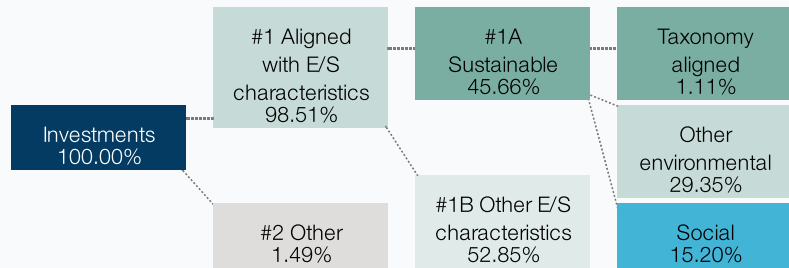 Investments
100.00%
#1 Aligned
with E/S
characteristics
98.51%
#2 Other
1.49%
#1A
Sustainable
45.66%
#1B Other E/S
characteristics
52.85%
Taxonomy
aligned
1.11%
Other
environmental
29.35%
Social
15.20%